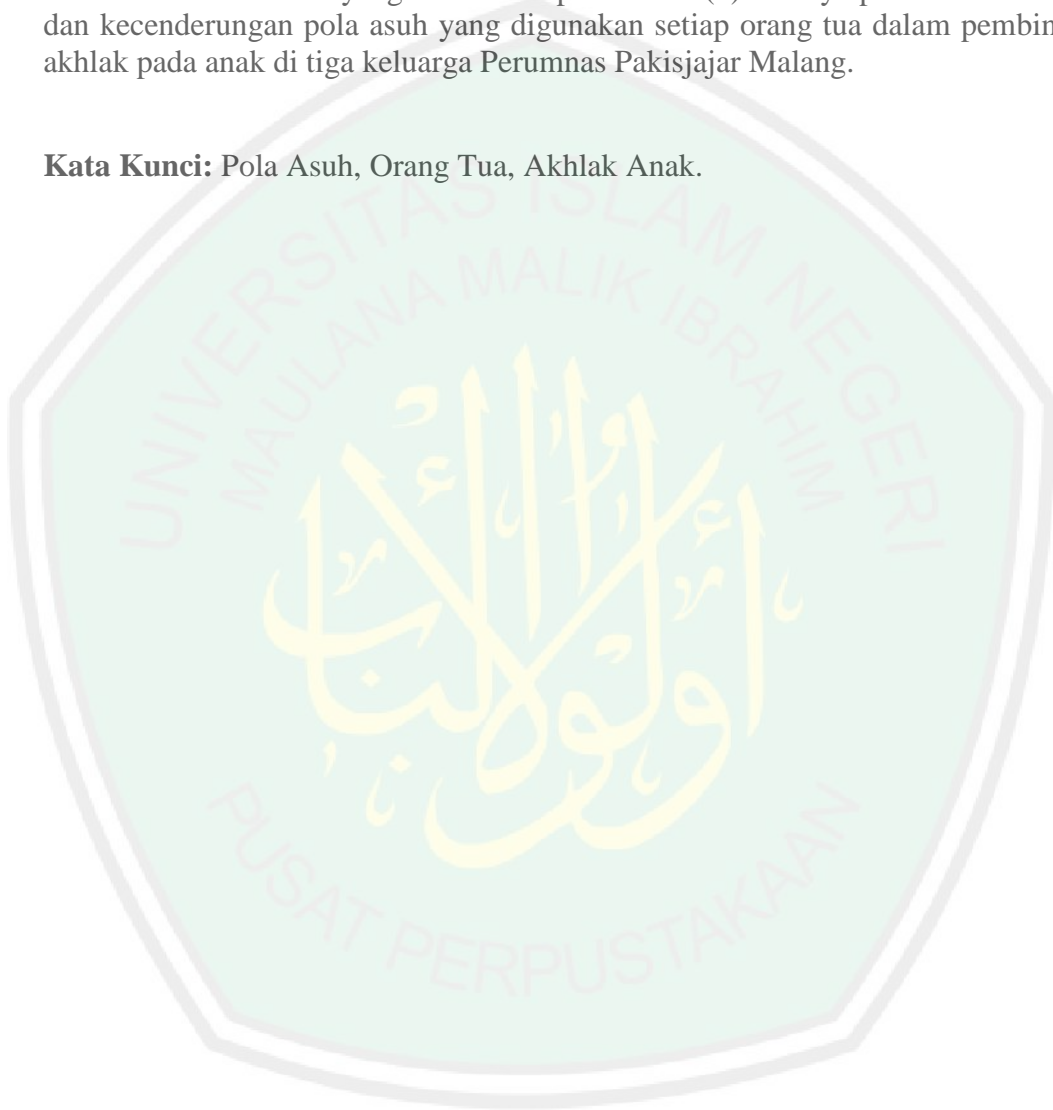 dan kecenderungan pola asuh yang digunakan setiap orang tua dalam pembin
akhlak pada anak di tiga keluarga Perumnas Pakisjajar Malang.
Kata Kunci: Pola Asuh, Orang Tua, Akhlak Anak.
UNIVERSITAS ISLAM NEGERI
MAULANA MALIK IBRAHIM
أولوا الألباب
PUSAT PERPUSTAKAAN